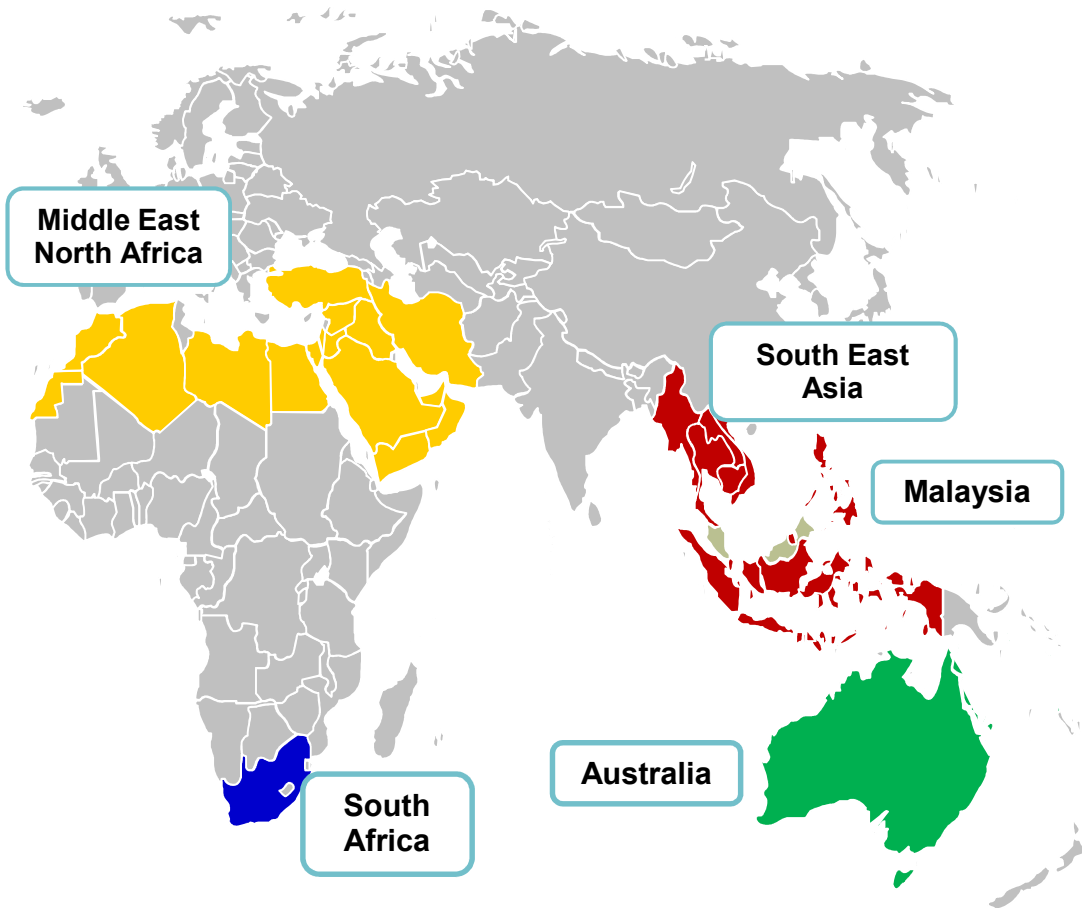 Middle East
North Africa
South East
Asia
Malaysia
Australia
South
Africa